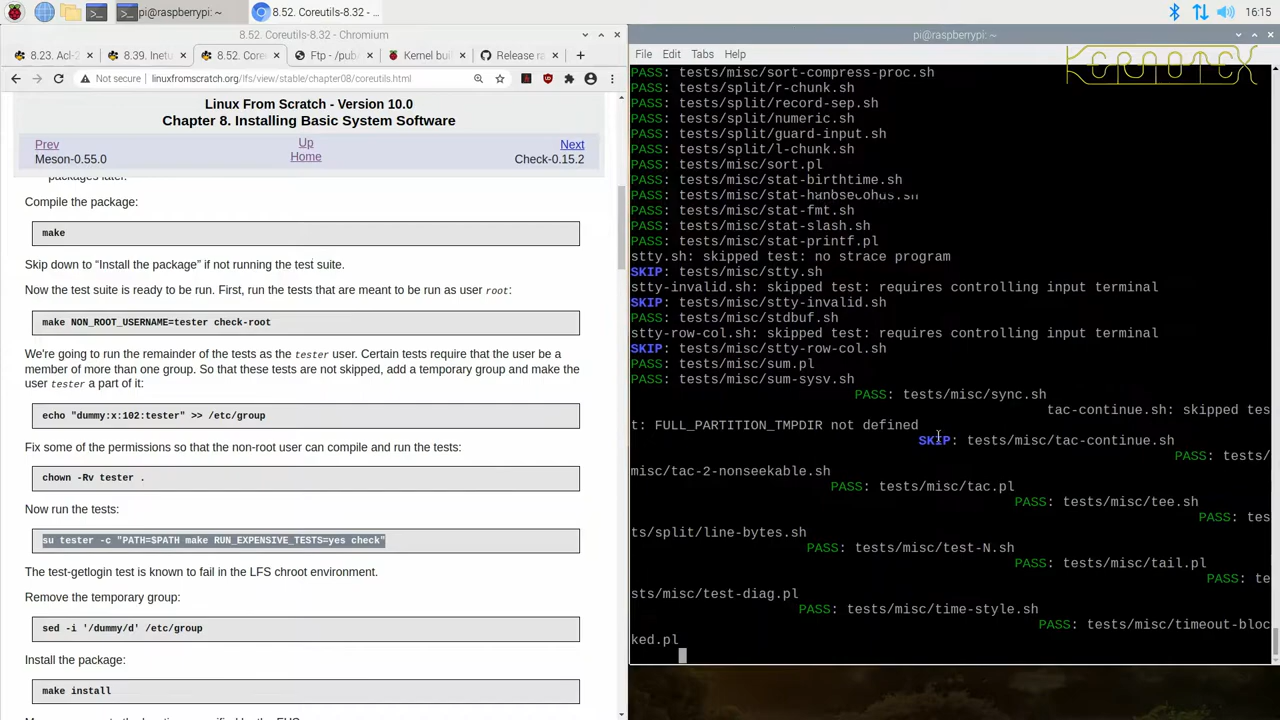 pi@raspberrypi: ~
8.52. Coreutils-8.32 - ...
16:15
8.52. Coreutils-8.32 - Chromium
pi@raspberrypi: ~
8.23. Acl-2
8.39. Inetu
8.52. Core
Ftp - /pub/
Kernel buil
Release ra
File Edit Tabs Help
Not secure | linuxfromscratch.org/lfs/view/stable/chapter08/coreutils.html
Linux From Scratch - Version 10.0
Chapter 8. Installing Basic System Software
Prev
Up
Next
Meson-0.55.0
Home
Check-0.15.2
packages later.
Compile the package:
make
Skip down to “Install the package” if not running the test suite.
Now the test suite is ready to be run. First, run the tests that are meant to be run as user root:
make NON_ROOT_USERNAME=tester check-root
We're going to run the remainder of the tests as the tester user. Certain tests require that the user be a
member of more than one group. So that these tests are not skipped, add a temporary group and make the
user tester a part of it:
echo "dummy:x:102:tester" >> /etc/group
Fix some of the permissions so that the non-root user can compile and run the tests:
chown -Rv tester .
Now run the tests:
su tester -c "PATH=$PATH make RUN_EXPENSIVE_TESTS=yes check"
The test-getlogin test is known to fail in the LFS chroot environment.
Remove the temporary group:
sed -i '/dummy/d' /etc/group
Install the package:
make install
PASS: tests/misc/sort-compress-proc.sh
PASS: tests/split/r-chunk.sh
PASS: tests/split/record-sep.sh
PASS: tests/split/numeric.sh
PASS: tests/split/guard-input.sh
PASS: tests/split/l-chunk.sh
PASS: tests/misc/sort.pl
PASS: tests/misc/stat-birthtime.sh
PASS: tests/misc/
PASS: tests/misc/stat-fmt.sh
PASS: tests/misc/stat-slash.sh
PASS: tests/misc/stat-printf.pl
stty.sh: skipped test: no strace program
SKIP: tests/misc/stty.sh
stty-invalid.sh: skipped test: requires controlling input terminal
SKIP: tests/misc/stty-invalid.sh
PASS: tests/misc/stdbuf.sh
stty-row-col.sh: skipped test: requires controlling input terminal
SKIP: tests/misc/stty-row-col.sh
PASS: tests/misc/sum.pl
PASS: tests/misc/sum-sysv.sh
PASS: tests/misc/sync.sh
tac-continue.sh: skipped tes
t: FULL_PARTITION_TMPDIR not defined
SKIP: tests/misc/tac-continue.sh
PASS: tests/
misc/tac-2-nonseekable.sh
PASS: tests/misc/tac.pl
PASS: tests/misc/tee.sh
PASS: tes
ts/split/line-bytes.sh
PASS: tests/misc/test-N.sh
PASS: tests/misc/tail.pl
PASS: te
sts/misc/test-diag.pl
PASS: tests/misc/time-style.sh
PASS: tests/misc/timeout-bloc
ked.pl